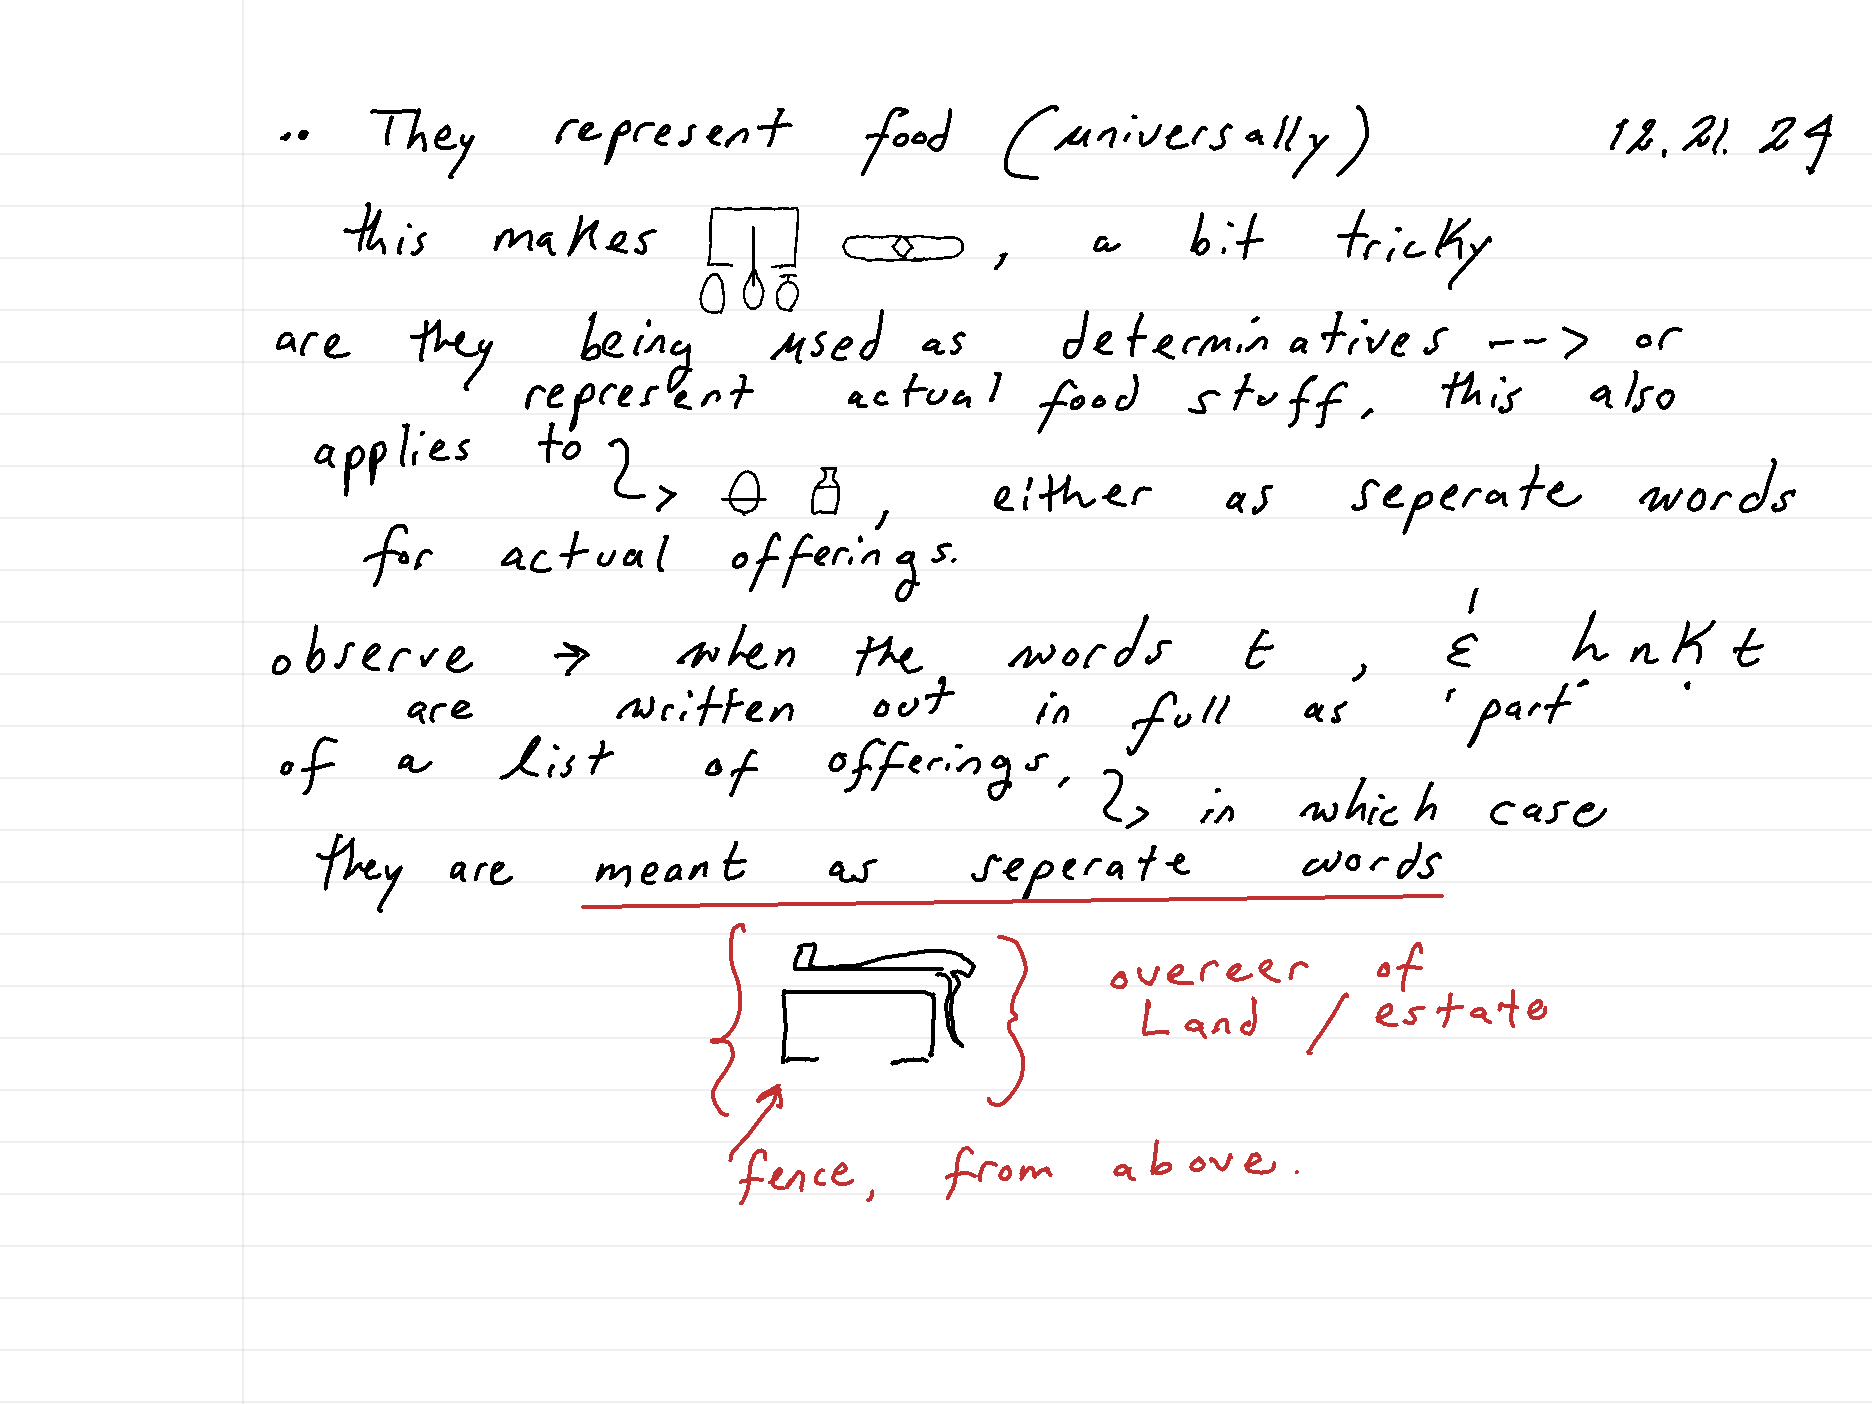 .. They represent food (universally) 12.21.24
this makes , a bit tricky
are they being used as determinatives --> or
represent actual food stuff, this also
applies to
> , either as seperate words
for actual offerings.
observe → when the words t , & hnkt
are written out in full as 'part'
of a list of offerings,
> in which case
they are meant as seperate words
overeer of
Land / estate
fence, from above.